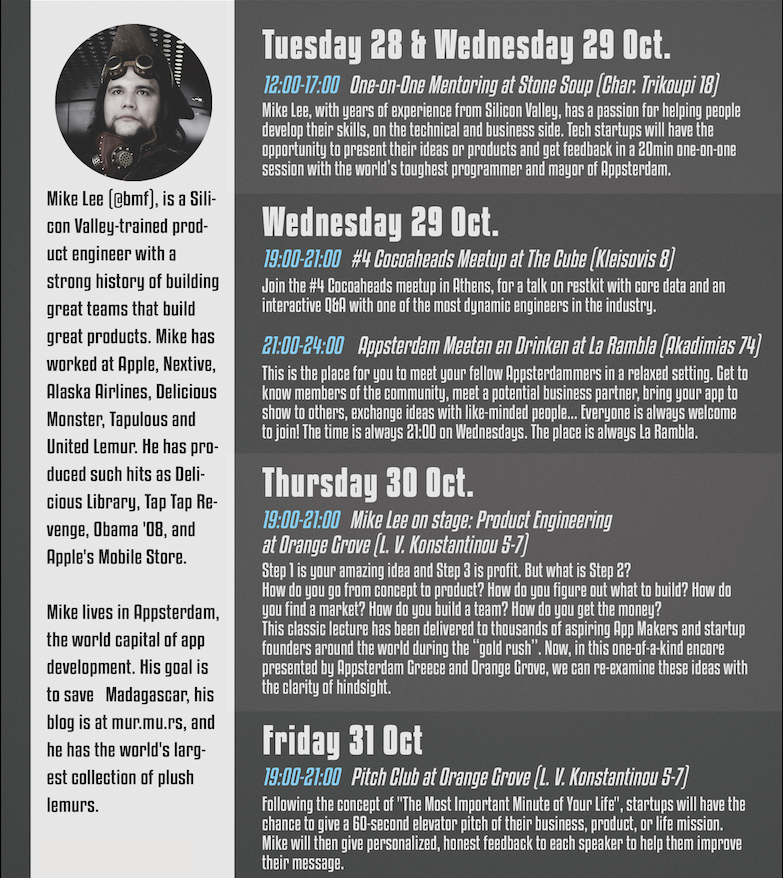 Mike Lee (@bmf), is a Sili-
con Valley-trained prod-
uct engineer with a
strong history of building
great teams that build
great products. Mike has
worked at Apple, Nextive,
Alaska Airlines, Delicious
Monster, Tapulous and
United Lemur. He has pro-
duced such hits as Deli-
cious Library, Tap Tap Re-
venge, Obama '08, and
Apple's Mobile Store.
Mike lives in Appsterdam,
the world capital of app
development. His goal is
to save Madagascar, his
blog is at mur.mu.rs, and
he has the world's larg-
est collection of plush
lemurs.
Tuesday 28 & Wednesday 29 Oct.
12:00-17:00 One-on-One Mentoring at Stone Soup (Char. Trikoupi 18)
Mike Lee, with years of experience from Silicon Valley, has a passion for helping people
develop their skills, on the technical and business side. Tech startups will have the
opportunity to present their ideas or products and get feedback in a 20min one-on-one
session with the world's toughest programmer and mayor of Appsterdam.
Wednesday 29 Oct.
19:00-21:00 #4 Cocoaheads Meetup at The Cube (Kleisovis 8)
Join the #4 Cocoaheads meetup in Athens, for a talk on restkit with core data and an
interactive Q&A with one of the most dynamic engineers in the industry.
21:00-24:00 Appsterdam Meeten en Drinken at La Rambla (Akadimias 74)
This is the place for you to meet your fellow Appsterdammers in a relaxed setting. Get to
know members of the community, meet a potential business partner, bring your app to
show to others, exchange ideas with like-minded people... Everyone is always welcome
to join! The time is always 21:00 on Wednesdays. The place is always La Rambla.
Thursday 30 Oct.
19:00-21:00 Mike Lee on stage: Product Engineering
at Orange Grove (L. V. Konstantinou 5-7)
Step 1 is your amazing idea and Step 3 is profit. But what is Step 2?
How do you go from concept to product? How do you figure out what to build? How do
you find a market? How do you build a team? How do you get the money?
This classic lecture has been delivered to thousands of aspiring App Makers and startup
founders around the world during the “gold rush”. Now, in this one-of-a-kind encore
presented by Appsterdam Greece and Orange Grove, we can re-examine these ideas with
the clarity of hindsight.
Friday 31 Oct
19:00-21:00 Pitch Club at Orange Grove (L. V. Konstantinou 5-7)
Following the concept of "The Most Important Minute of Your Life", startups will have the
chance to give a 60-second elevator pitch of their business, product, or life mission.
Mike will then give personalized, honest feedback to each speaker to help them improve
their message.